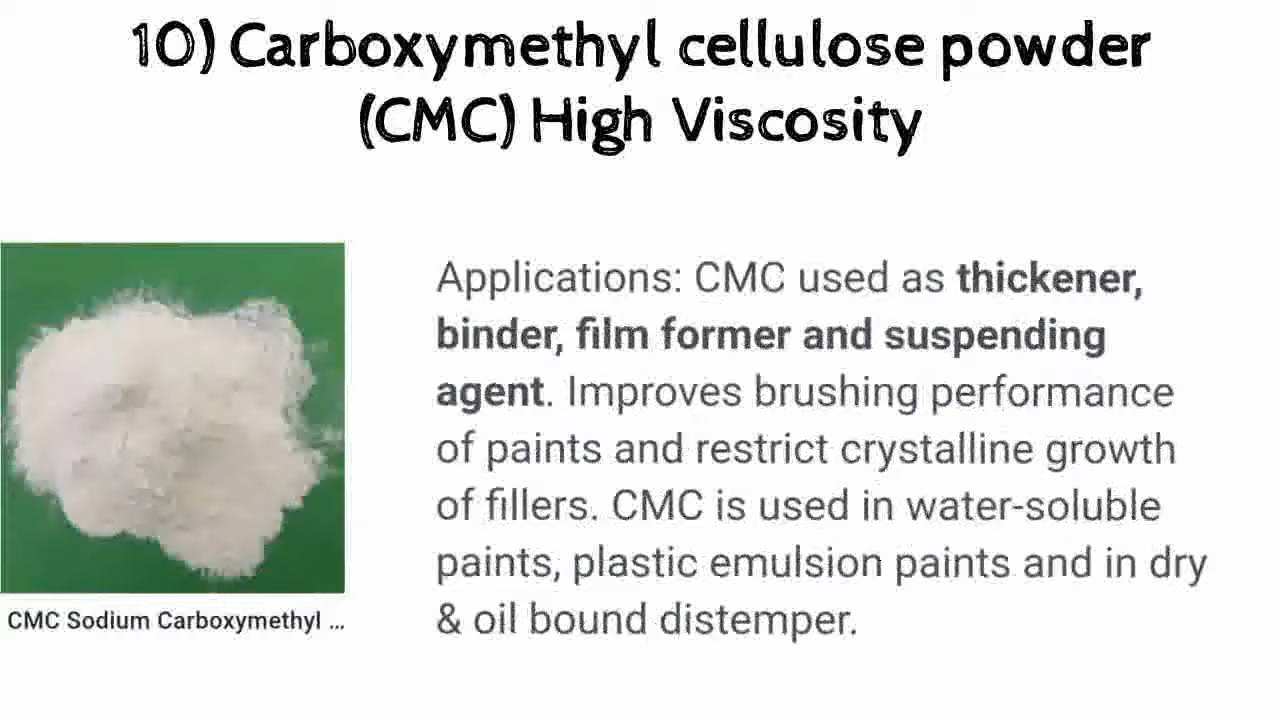 10) Carboxymethyl cellulose powder
(CMC) High Viscosity
Applications: CMC used as thickener,
binder, film former and suspending
agent. Improves brushing performance
of paints and restrict crystalline growth
of fillers. CMC is used in water-soluble
paints, plastic emulsion paints and in dry
& oil bound distemper.
CMC Sodium Carboxymethyl ...